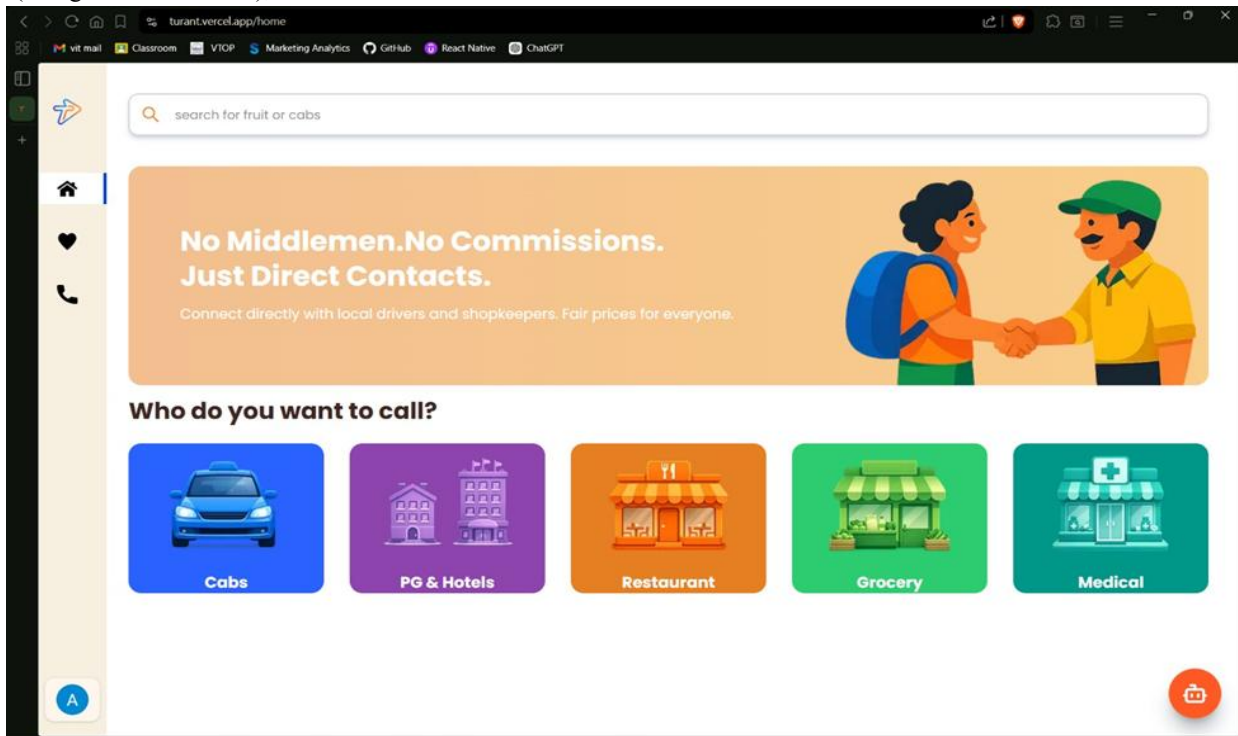 turant.vercel.app/home
vit mail Classroom VTOP Marketing Analytics GitHub React Native ChatGPT
search for fruit or cabs
No Middlemen.No Commissions.
Just Direct Contacts.
Connect directly with local drivers and shopkeepers. Fair prices for everyone.
Who do you want to call?
Cabs PG & Hotels Restaurant Grocery Medical
A